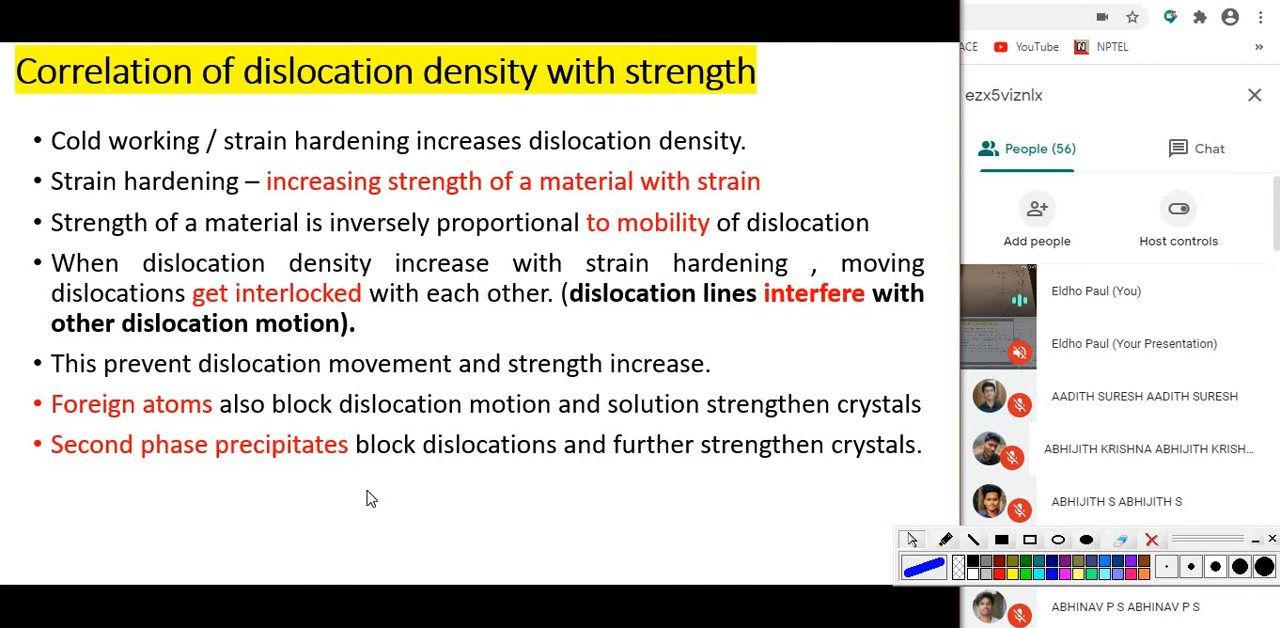 ACE YouTube NPTEL »
Correlation of dislocation density with strength
• Cold working / strain hardening increases dislocation density.
• Strain hardening – increasing strength of a material with strain
• Strength of a material is inversely proportional to mobility of dislocation
• When dislocation density increase with strain hardening , moving
dislocations get interlocked with each other. (dislocation lines interfere with
other dislocation motion).
• This prevent dislocation movement and strength increase.
• Foreign atoms also block dislocation motion and solution strengthen crystals
• Second phase precipitates block dislocations and further strengthen crystals.
ezx5viznlx
People (56) Chat
Add people Host controls
Eldho Paul (You)
Eldho Paul (Your Presentation)
AADITH SURESH AADITH SURESH
ABHIJITH KRISHNA ABHIJITH KRISH...
ABHIJITH S ABHIJITH S
ABHINAV P S ABHINAV P S